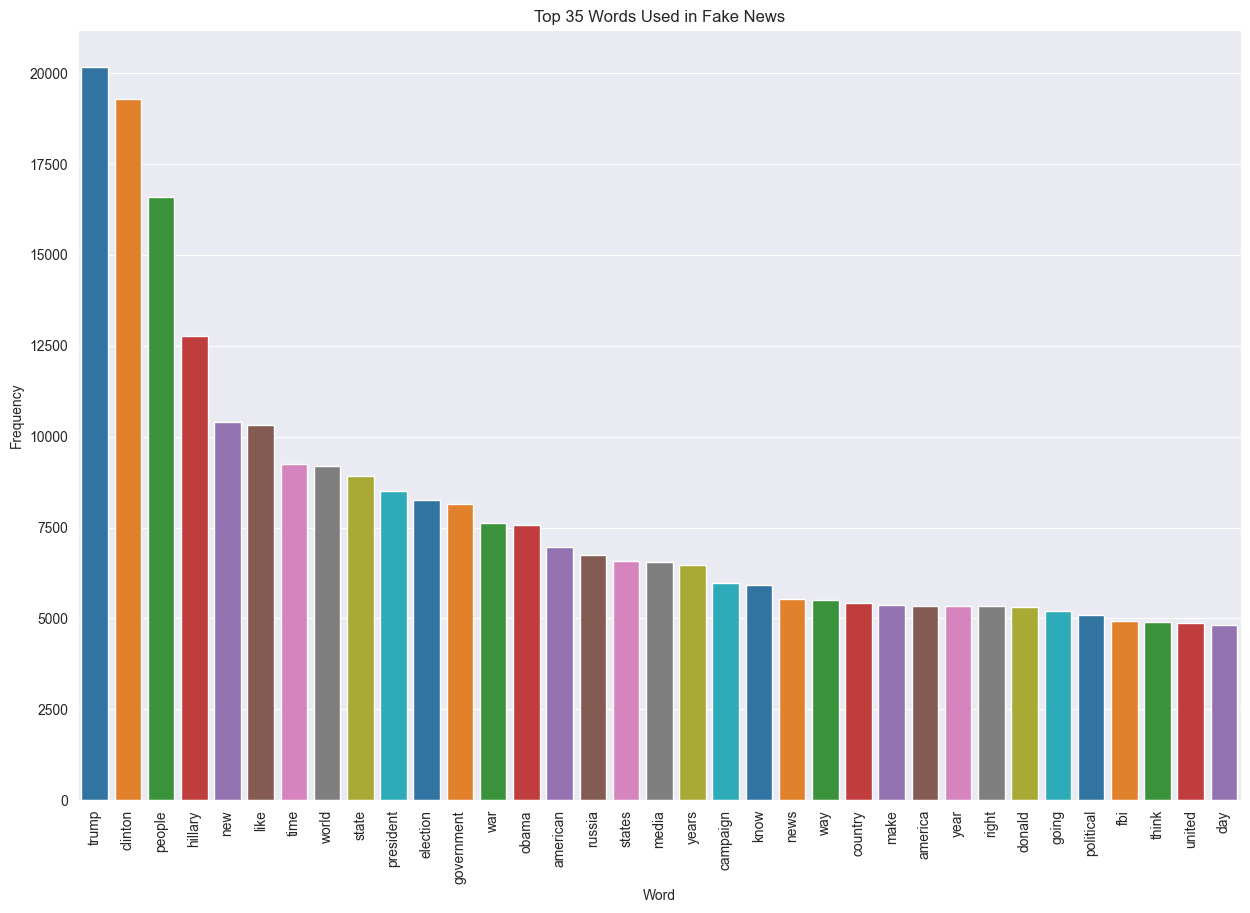 Top 35 Words Used in Fake News
20000
17500
15000
12500
10000
7500
5000
2500
0
Frequency
trump
clinton
people
hillary
new
like
time
world
state
president
election
government
war
obama
american
russia
states
media
years
campaign
know
news
way
country
make
america
year
right
donald
going
political
fbi
think
united
day
Word